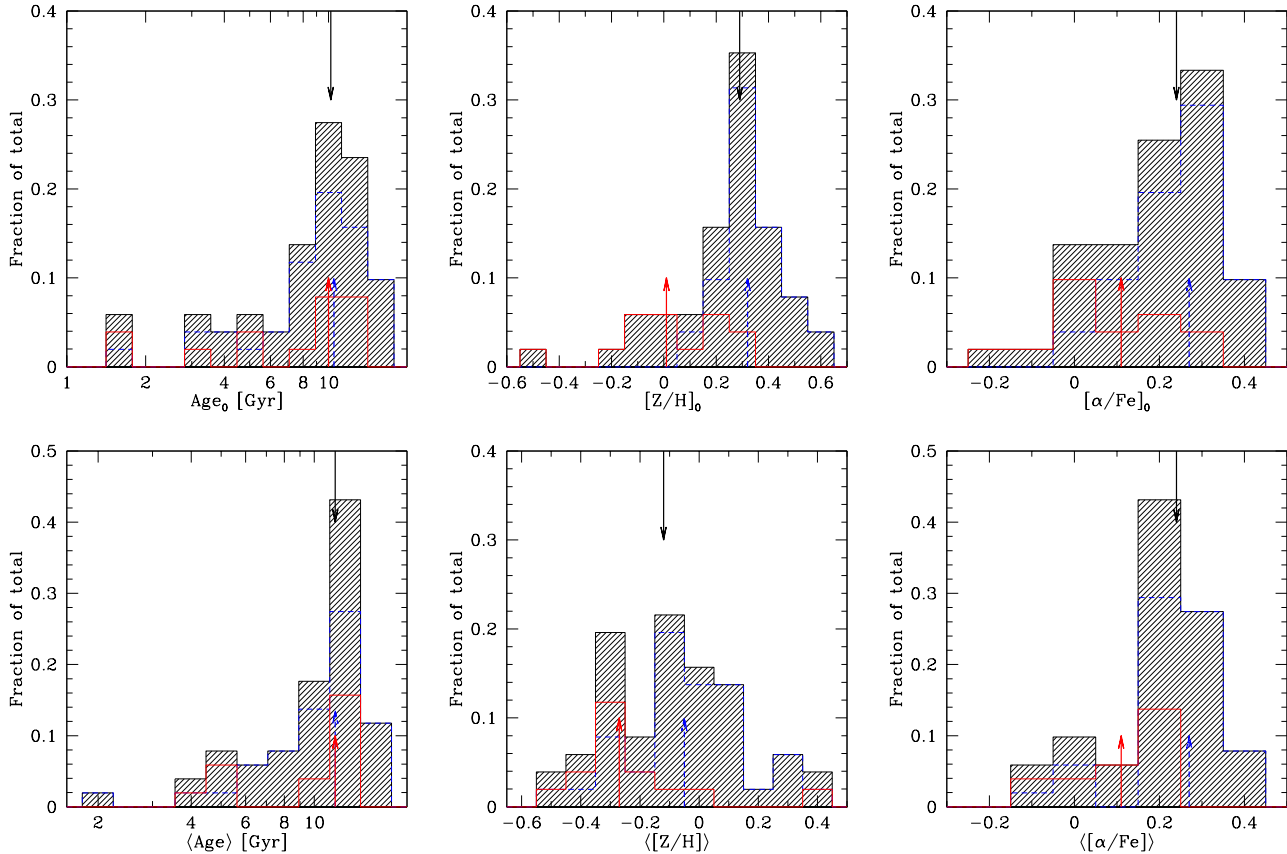 0.4 0.4 0.4
0.3 0.3 0.3
0.2 0.2 0.2
0.1 0.1 0.1
0 0 0
Fraction of total Fraction of total Fraction of total
1 2 4 6 8 10 −0.6 −0.4 −0.2 0 0.2 0.4 0.6 −0.2 0 0.2 0.4
Age₀ [Gyr] [Z/H]₀ [α/Fe]₀
0.5 0.4 0.5
0.4 0.3 0.4
0.3 0.2 0.3
0.2 0.1 0.2
0.1 0 0.1
0 0
Fraction of total Fraction of total Fraction of total
2 4 6 8 10 −0.6 −0.4 −0.2 0 0.2 0.4 −0.2 0 0.2 0.4
⟨Age⟩ [Gyr] ⟨[Z/H]⟩ ⟨[α/Fe]⟩